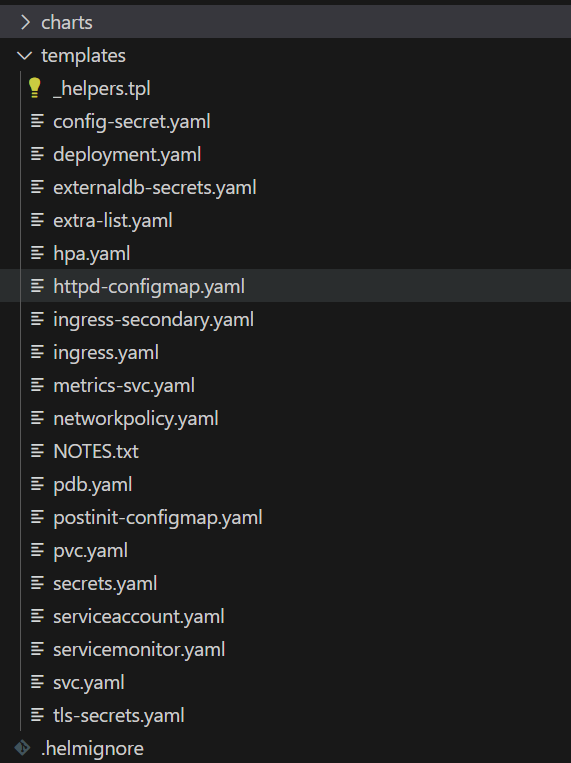 charts
templates
_helpers.tpl
config-secret.yaml
deployment.yaml
externaldb-secrets.yaml
extra-list.yaml
hpa.yaml
httpd-configmap.yaml
ingress-secondary.yaml
ingress.yaml
metrics-svc.yaml
networkpolicy.yaml
NOTES.txt
pdb.yaml
postinit-configmap.yaml
pvc.yaml
secrets.yaml
serviceaccount.yaml
servicemonitor.yaml
svc.yaml
tls-secrets.yaml
.helmignore